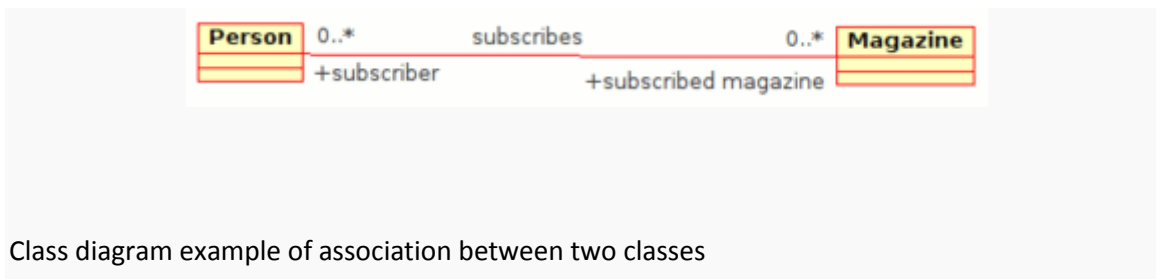 Person 0..* subscribes 0..* Magazine
+subscriber +subscribed magazine
Class diagram example of association between two classes